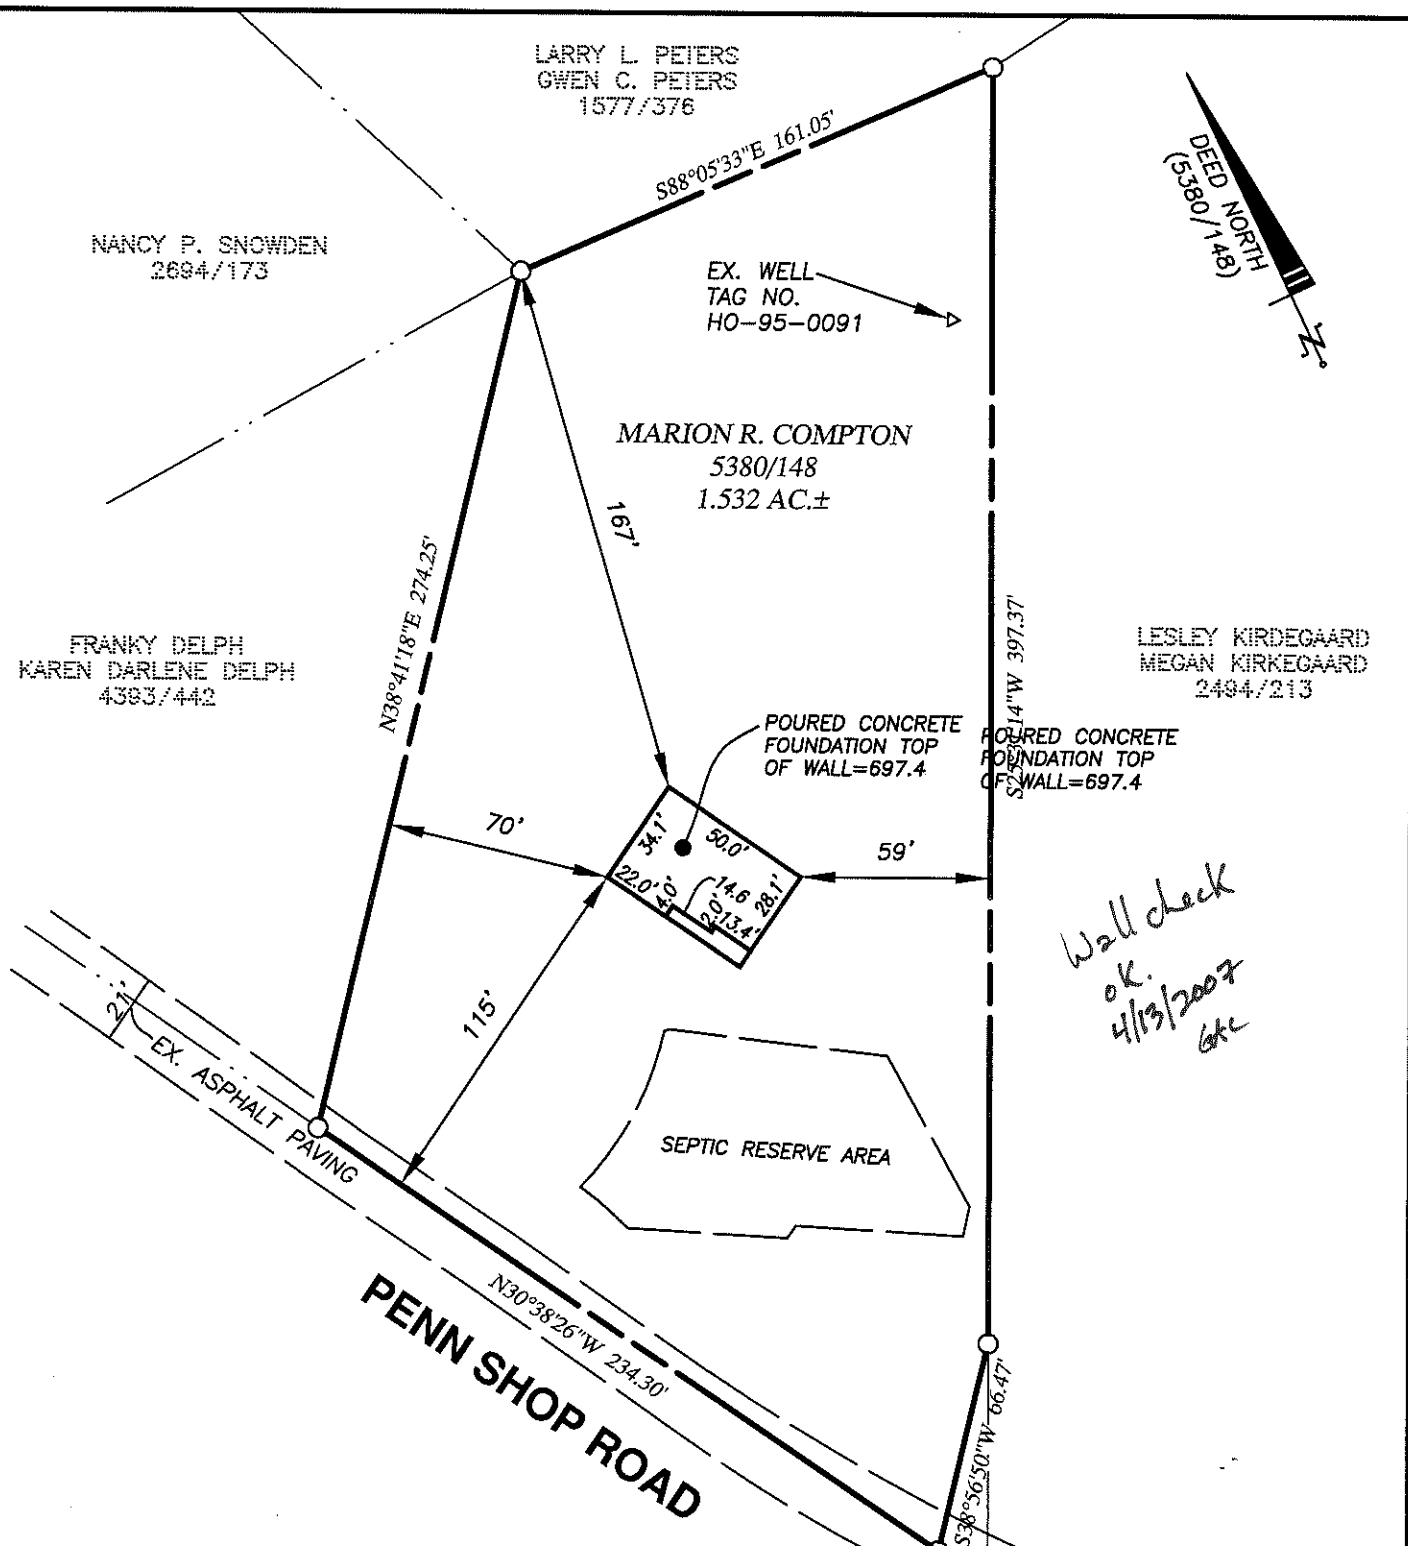 LARRY L. PETERS
GWEN C. PETERS
1577/376
S88°05'33"E 161.05'
DEED NORTH
(5380/148)
N
NANCY P. SNOWDEN
2694/173
EX. WELL
TAG NO.
HO-95-0091
MARION R. COMPTON
5380/148
1.532 AC.±
167'
N38°41'18"E 274.25'
FRANKY DELPH
KAREN DARLENE DELPH
4393/442
LESLEY KIRDEGAARD
MEGAN KIRKEGAARD
2494/213
14"W 397.37'
POURED CONCRETE
FOUNDATION TOP
OF WALL=697.4
POURED CONCRETE
FOUNDATION TOP
OF WALL=697.4
70'
34.1'
50.0'
59'
22.0'
4.0'
14.6
2.0'
13.4'
28.1'
Wall check
ok.
4/13/2007
115'
21'
EX. ASPHALT PAVING
SEPTIC RESERVE AREA
N30°38'26"W 234.30'
PENN SHOP ROAD
S38°56'50"W 66.47'